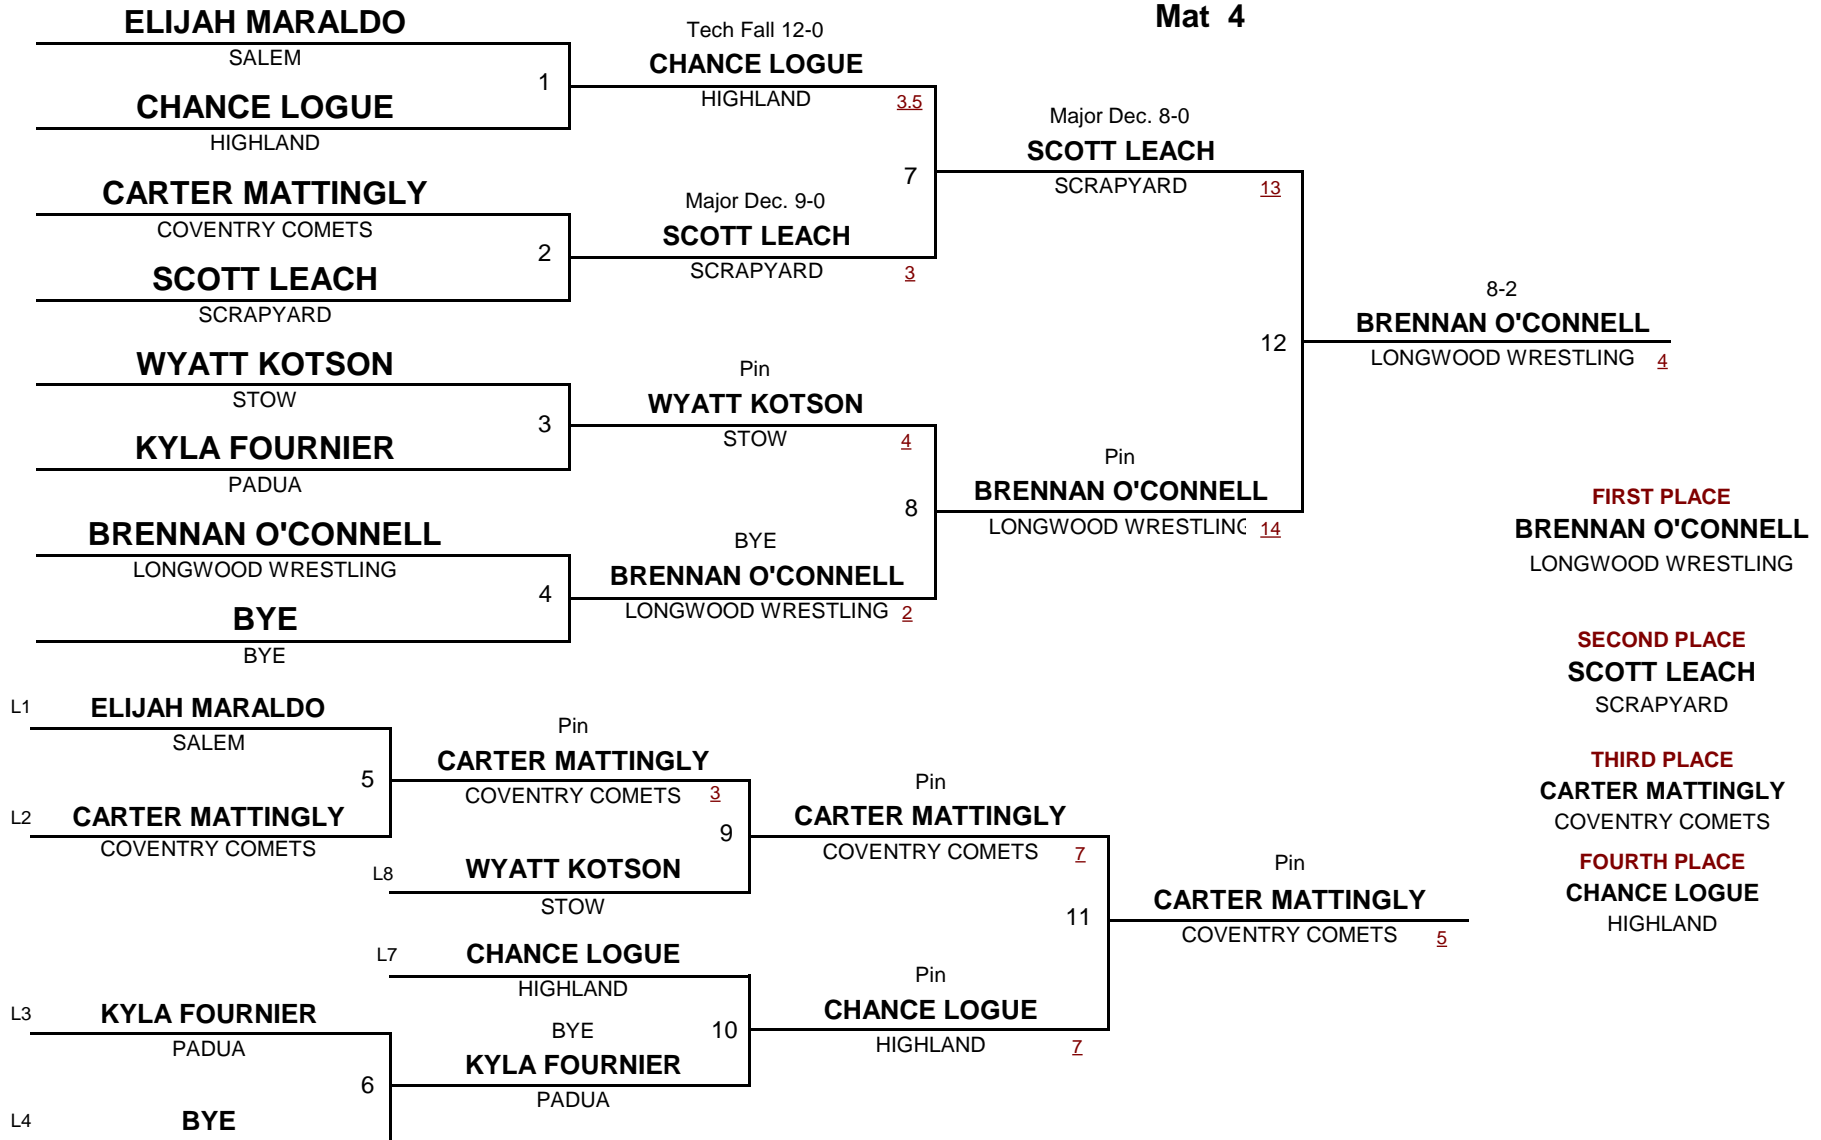 Mat 4
ELIJAH MARALDO
SALEM
1
CHANCE LOGUE
HIGHLAND
Tech Fall 12-0
CHANCE LOGUE
HIGHLAND 3.5
CARTER MATTINGLY
COVENTRY COMETS
2
SCOTT LEACH
SCRAPYARD
Major Dec. 9-0
SCOTT LEACH
SCRAPYARD 3
7
Major Dec. 8-0
SCOTT LEACH
SCRAPYARD 13
WYATT KOTSON
STOW
3
KYLA FOURNIER
PADUA
Pin
WYATT KOTSON
STOW 4
BRENNAN O'CONNELL
LONGWOOD WRESTLING
4
BYE
BYE
BYE
BRENNAN O'CONNELL
LONGWOOD WRESTLING 2
8
Pin
BRENNAN O'CONNELL
LONGWOOD WRESTLING 14
12
8-2
BRENNAN O'CONNELL
LONGWOOD WRESTLING 4
FIRST PLACE
BRENNAN O'CONNELL
LONGWOOD WRESTLING
SECOND PLACE
SCOTT LEACH
SCRAPYARD
THIRD PLACE
CARTER MATTINGLY
COVENTRY COMETS
FOURTH PLACE
CHANCE LOGUE
HIGHLAND
L1 ELIJAH MARALDO
SALEM
5
L2 CARTER MATTINGLY
COVENTRY COMETS
Pin
CARTER MATTINGLY
COVENTRY COMETS 3
9
L8 WYATT KOTSON
STOW
Pin
CARTER MATTINGLY
COVENTRY COMETS 7
L7 CHANCE LOGUE
HIGHLAND
L3 KYLA FOURNIER
PADUA
6
L4 BYE
BYE
KYLA FOURNIER
PADUA
10
Pin
CHANCE LOGUE
HIGHLAND 7
11
Pin
CARTER MATTINGLY
COVENTRY COMETS 5